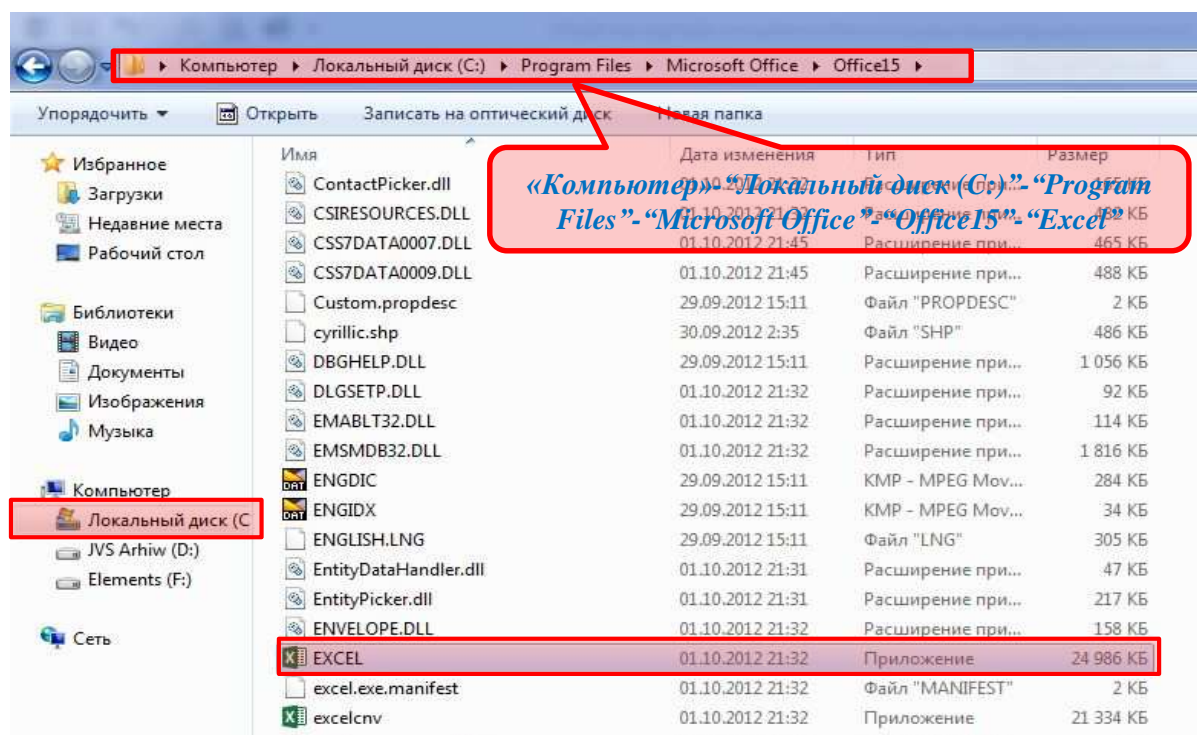 Компьютер ▸ Локальный диск (C:) ▸ Program Files ▸ Microsoft Office ▸ Office15 ▸
Упорядочить Открыть Записать на оптический диск Новая папка
Имя Дата изменения Тип Размер
«Компьютер»-“Локальный диск (C:)”-“Program
Files”-“Microsoft Office”-“Office15”-“Excel”
Избранное
Загрузки
Недавние места
Рабочий стол
Библиотеки
Видео
Документы
Изображения
Музыка
Компьютер
Локальный диск (C
JVS Arhiw (D:)
Elements (F:)
Сеть
ContactPicker.dll
CSIRESOURCES.DLL
CSS7DATA0007.DLL 01.10.2012 21:45 Расширение при... 465 КБ
CSS7DATA0009.DLL 01.10.2012 21:45 Расширение при... 488 КБ
Custom.propdesc 29.09.2012 15:11 Файл "PROPDESC" 2 КБ
cyrillic.shp 30.09.2012 2:35 Файл "SHP" 486 КБ
DBGHELP.DLL 29.09.2012 15:11 Расширение при... 1 056 КБ
DLGSETP.DLL 01.10.2012 21:32 Расширение при... 92 КБ
EMABLT32.DLL 01.10.2012 21:32 Расширение при... 114 КБ
EMSMDB32.DLL 01.10.2012 21:32 Расширение при... 1 816 КБ
ENGDIC 29.09.2012 15:11 KMP - MPEG Mov... 284 КБ
ENGIDX 29.09.2012 15:11 KMP - MPEG Mov... 34 КБ
ENGLISH.LNG 29.09.2012 15:11 Файл "LNG" 305 КБ
EntityDataHandler.dll 01.10.2012 21:31 Расширение при... 47 КБ
EntityPicker.dll 01.10.2012 21:31 Расширение при... 217 КБ
ENVELOPE.DLL 01.10.2012 21:32 Расширение при... 158 КБ
EXCEL 01.10.2012 21:32 Приложение 24 986 КБ
excel.exe.manifest 01.10.2012 21:32 Файл "MANIFEST" 2 КБ
excelcnv 01.10.2012 21:32 Приложение 21 334 КБ